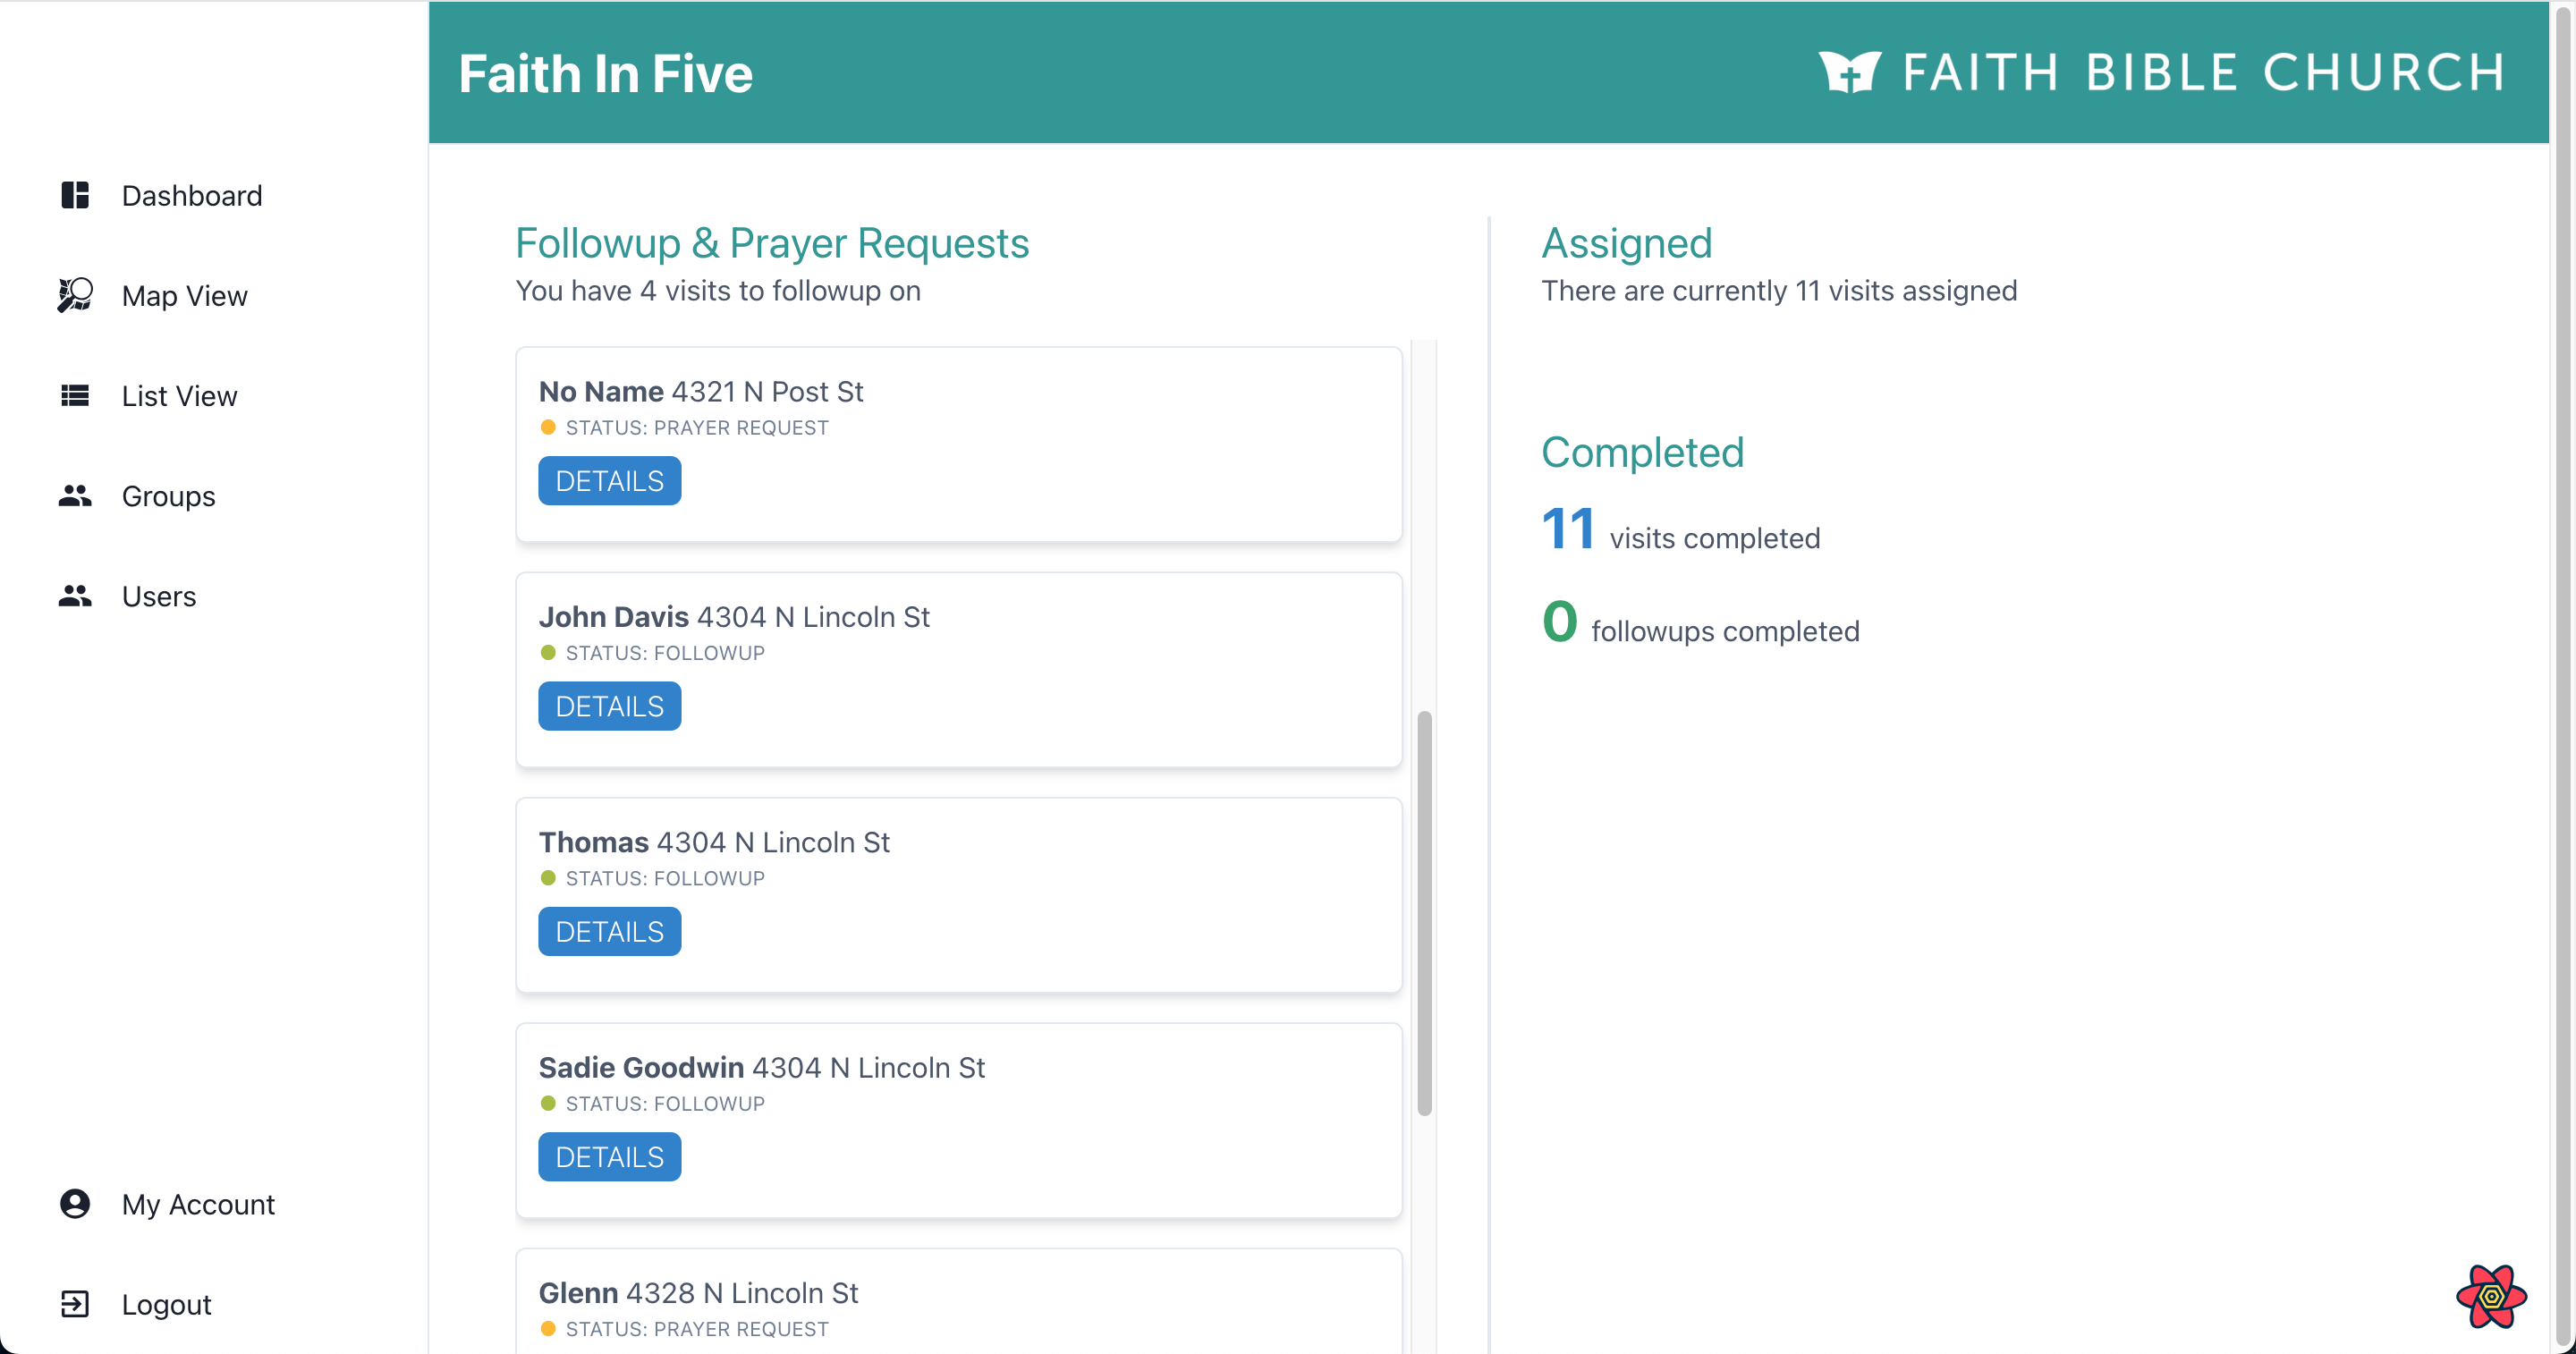 Faith In Five
FAITH BIBLE CHURCH
Dashboard
Map View
List View
Groups
Users
My Account
Logout
Followup & Prayer Requests
You have 4 visits to followup on
No Name 4321 N Post St
STATUS: PRAYER REQUEST
DETAILS
John Davis 4304 N Lincoln St
STATUS: FOLLOWUP
DETAILS
Thomas 4304 N Lincoln St
STATUS: FOLLOWUP
DETAILS
Sadie Goodwin 4304 N Lincoln St
STATUS: FOLLOWUP
DETAILS
Glenn 4328 N Lincoln St
STATUS: PRAYER REQUEST
Assigned
There are currently 11 visits assigned
Completed
11 visits completed
0 followups completed